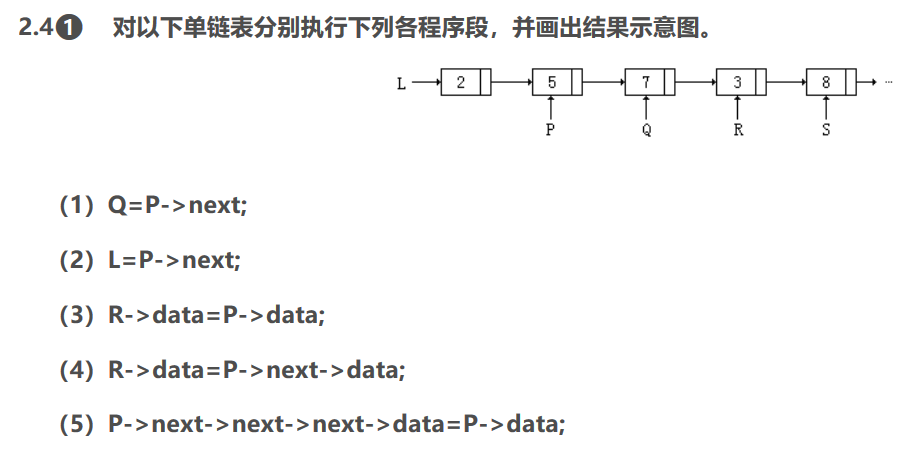 2.4❶ 对以下单链表分别执行下列各程序段，并画出结果示意图。
L 2 5 7 3 8 ...
P Q R S
（1）Q=P->next;
（2）L=P->next;
（3）R->data=P->data;
（4）R->data=P->next->data;
（5）P->next->next->next->data=P->data;